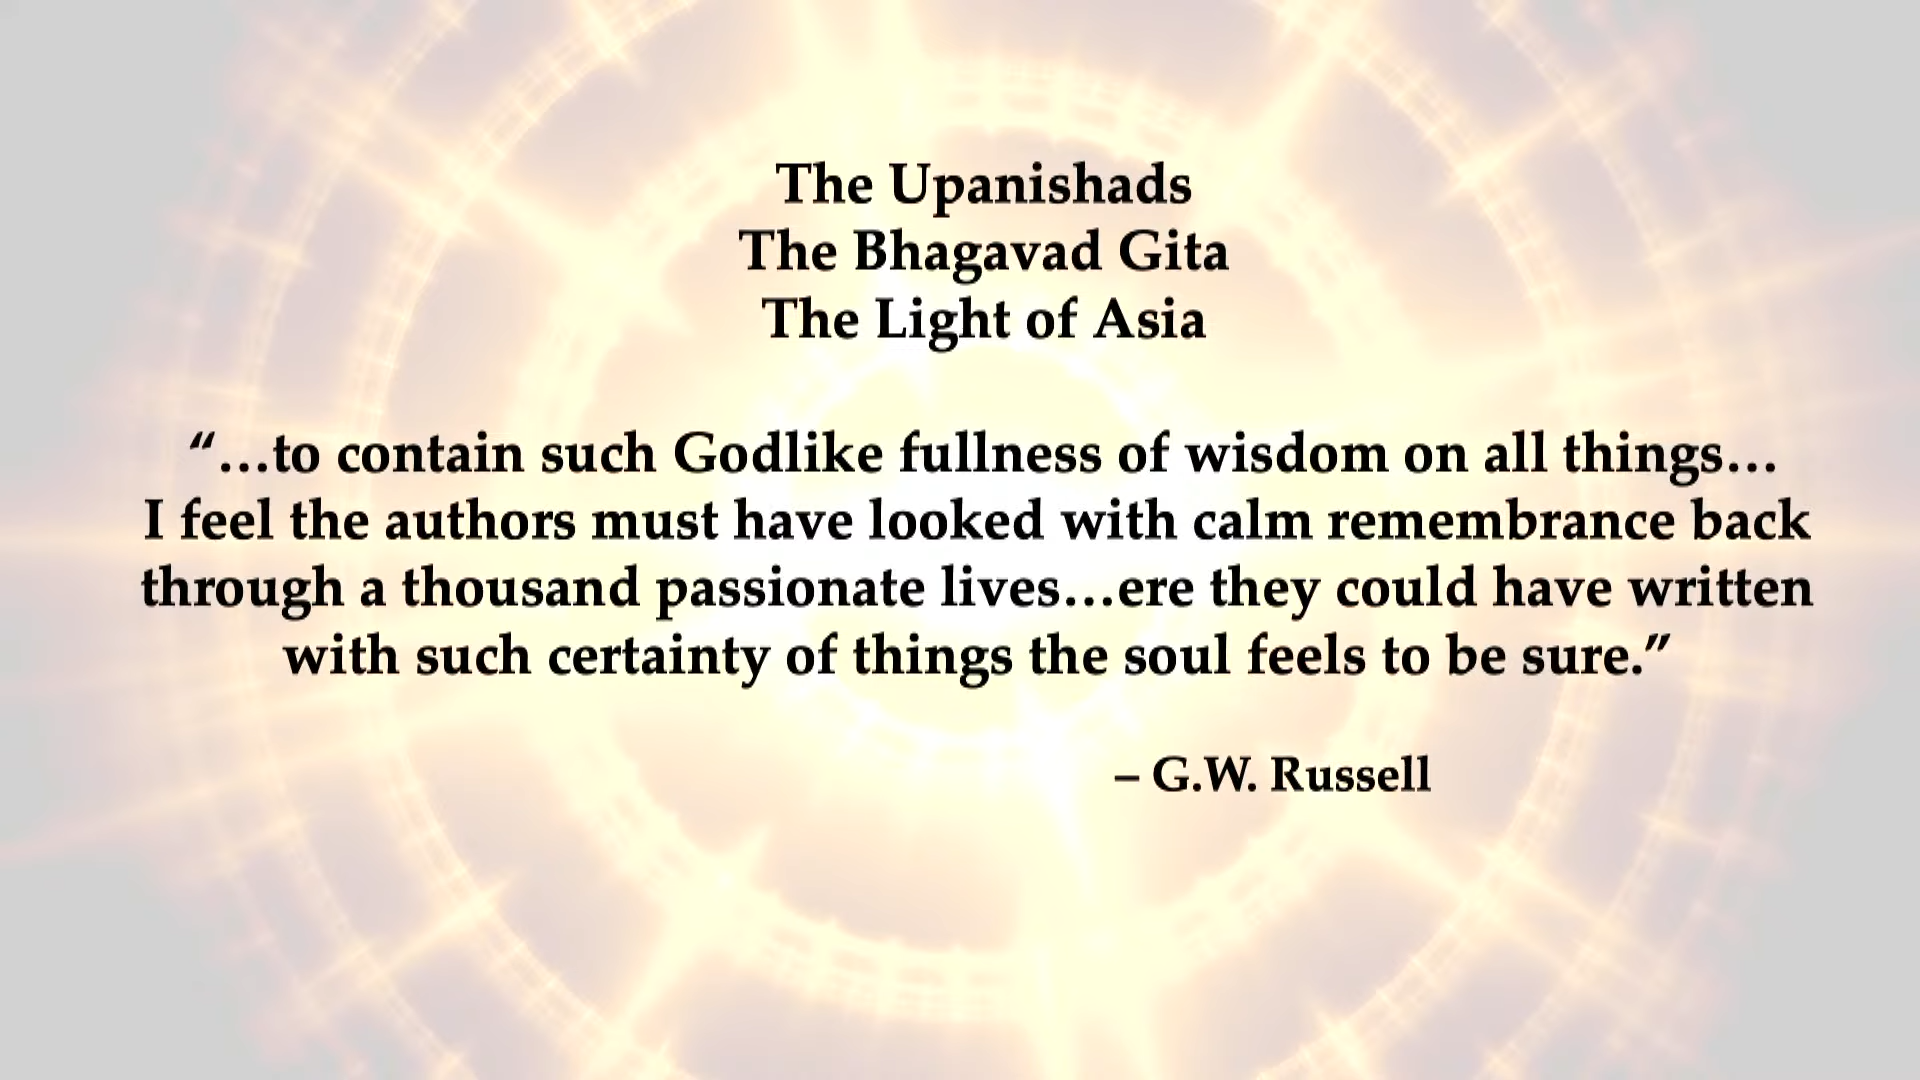 The Upanishads
The Bhagavad Gita
The Light of Asia
“…to contain such Godlike fullness of wisdom on all things…
I feel the authors must have looked with calm remembrance back
through a thousand passionate lives…ere they could have written
with such certainty of things the soul feels to be sure.”
– G.W. Russell